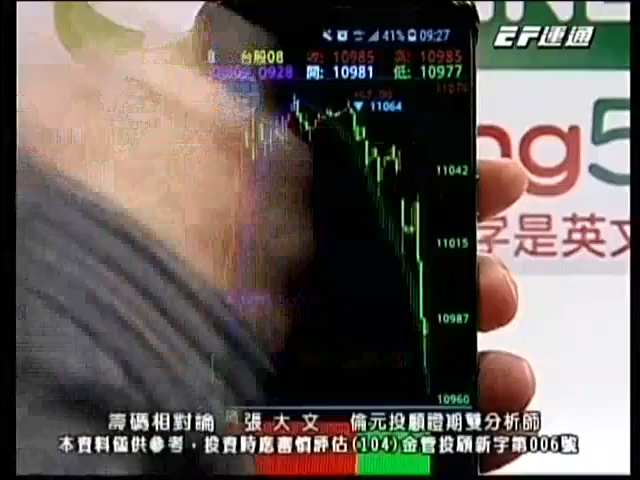 41% 09:27
EF運通
8 台股08 收: 10985 高: 10985
0928 開: 10981 低: 10977
▼ 11064
11042
ng5
11015
字是英文
10987
10960
籌碼相對論 張大文 倫元投顧證期雙分析師
本資料僅供參考，投資時應審慎評估(104)金管投顧新字第006號